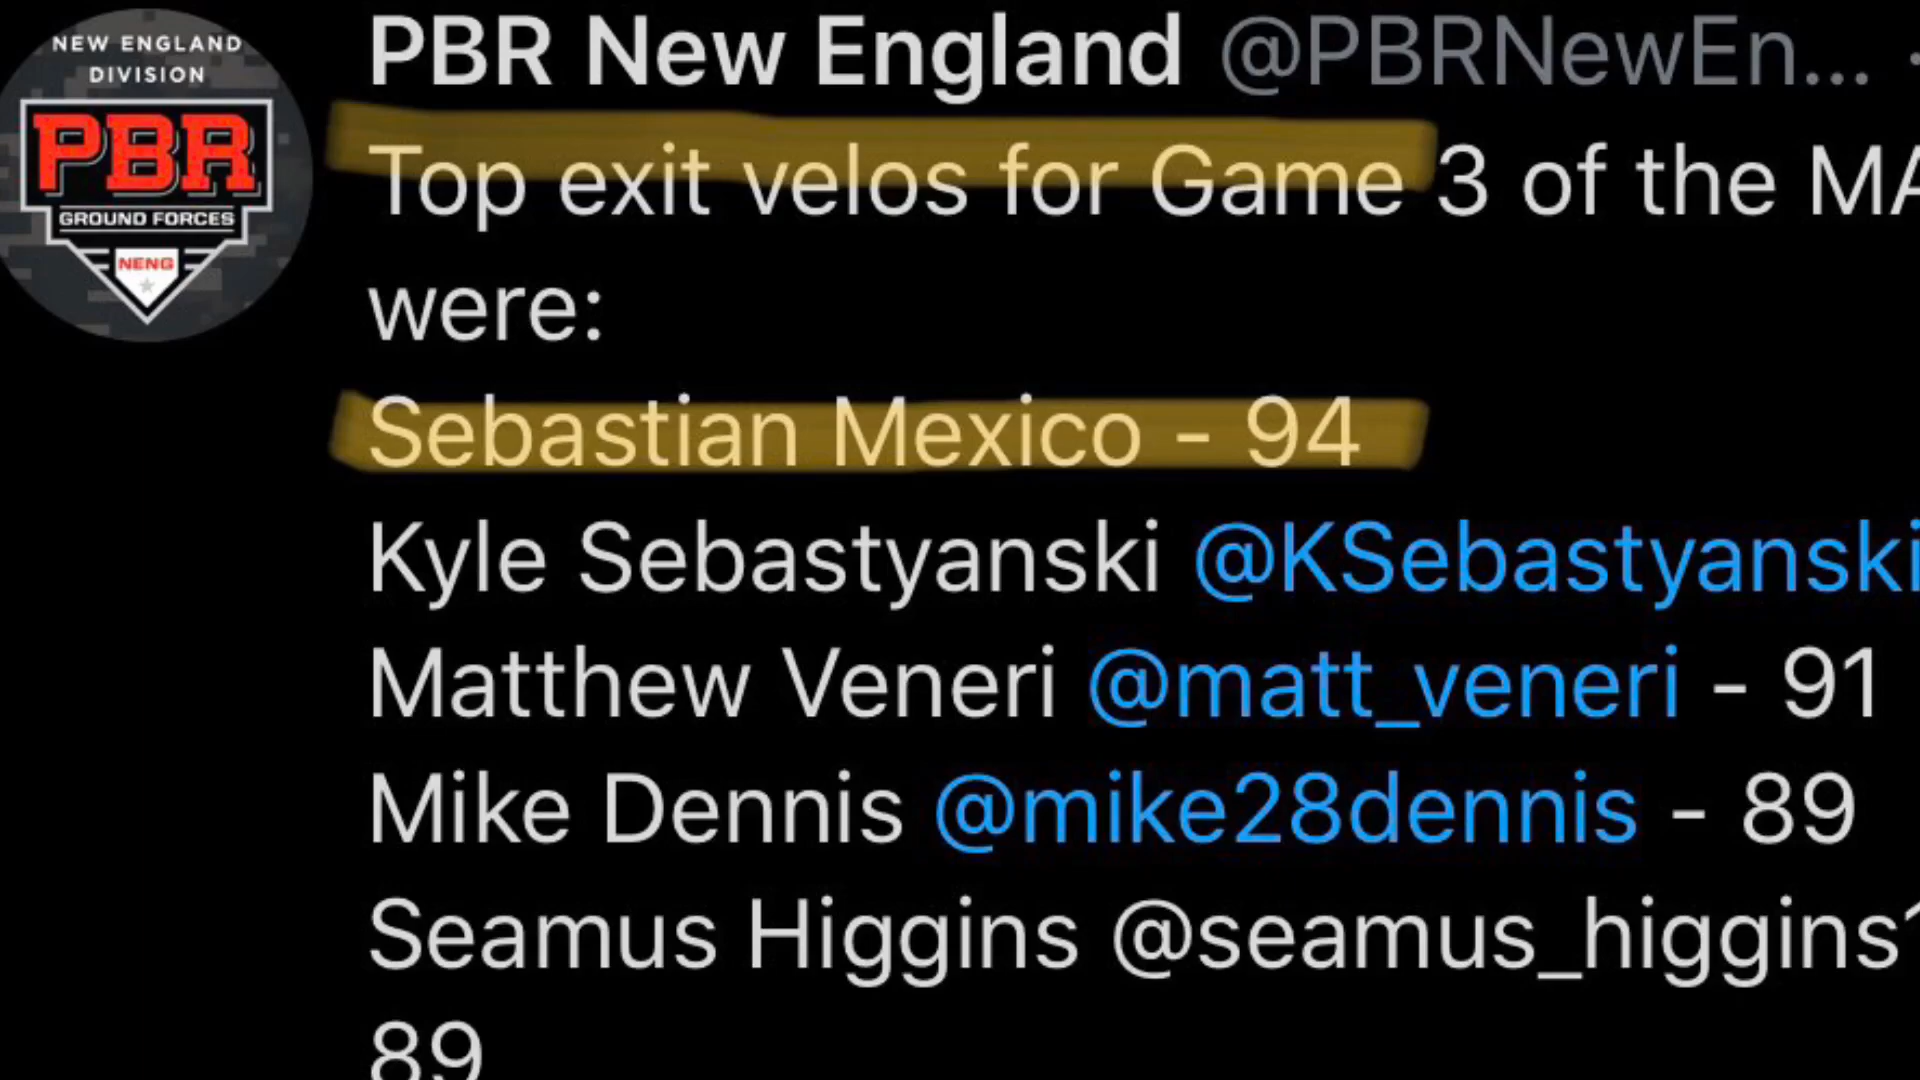 NEW ENGLAND
DIVISION
PBR
GROUND FORCES
NENG
PBR New England @PBRNewEn... ·
Top exit velos for Game 3 of the MA
were:
Sebastian Mexico - 94
Kyle Sebastyanski @KSebastyanski
Matthew Veneri @matt_veneri - 91
Mike Dennis @mike28dennis - 89
Seamus Higgins @seamus_higgins1
89